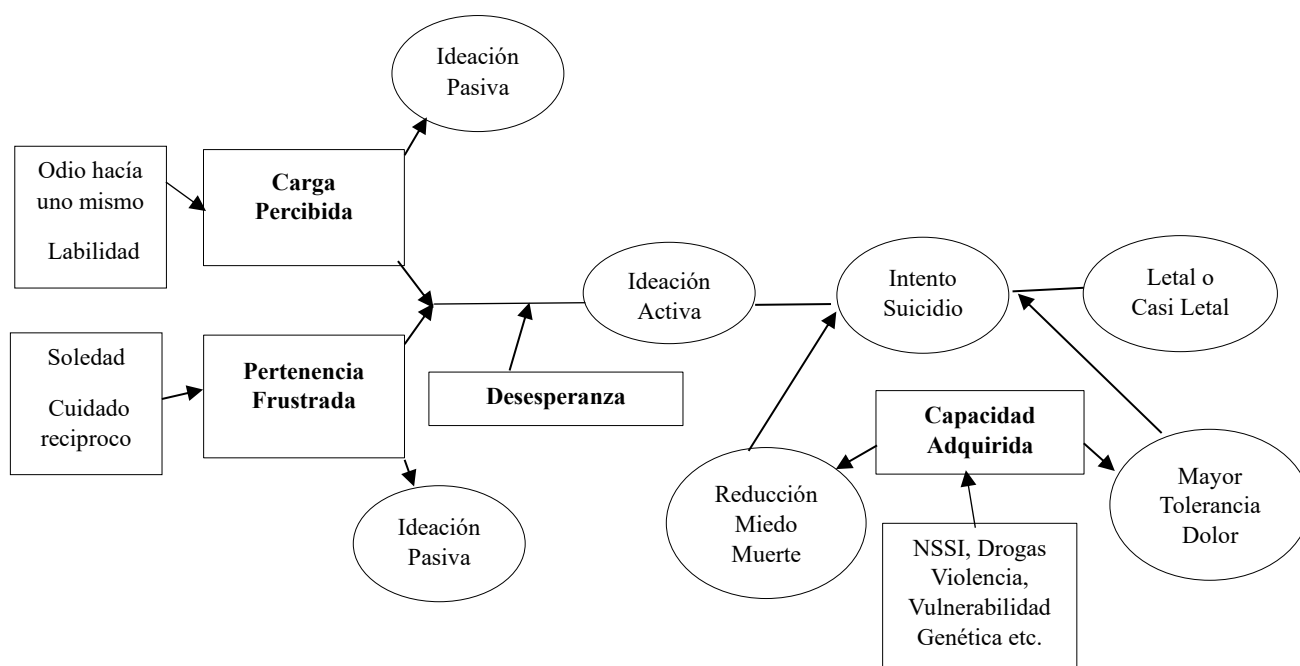 Ideación
Pasiva
Odio hacía
uno mismo
Labilidad
Carga
Percibida
Ideación
Activa
Intento
Suicidio
Letal o
Casi Letal
Soledad
Cuidado
reciproco
Pertenencia
Frustrada
Desesperanza
Capacidad
Adquirida
Reducción
Miedo
Muerte
Mayor
Tolerancia
Dolor
Ideación
Pasiva
NSSI, Drogas
Violencia,
Vulnerabilidad
Genética etc.